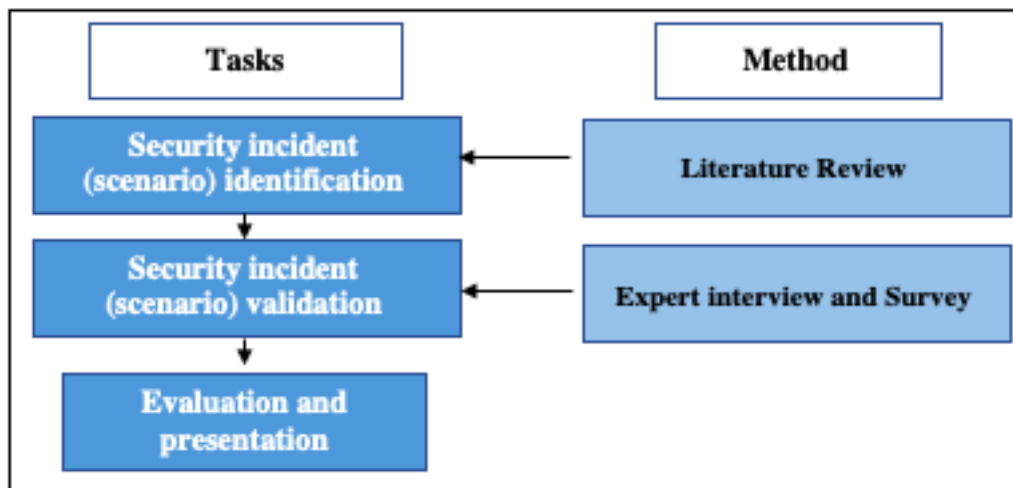 Tasks
Method
Security incident
(scenario) identification
Literature Review
Security incident
(scenario) validation
Expert interview and Survey
Evaluation and
presentation